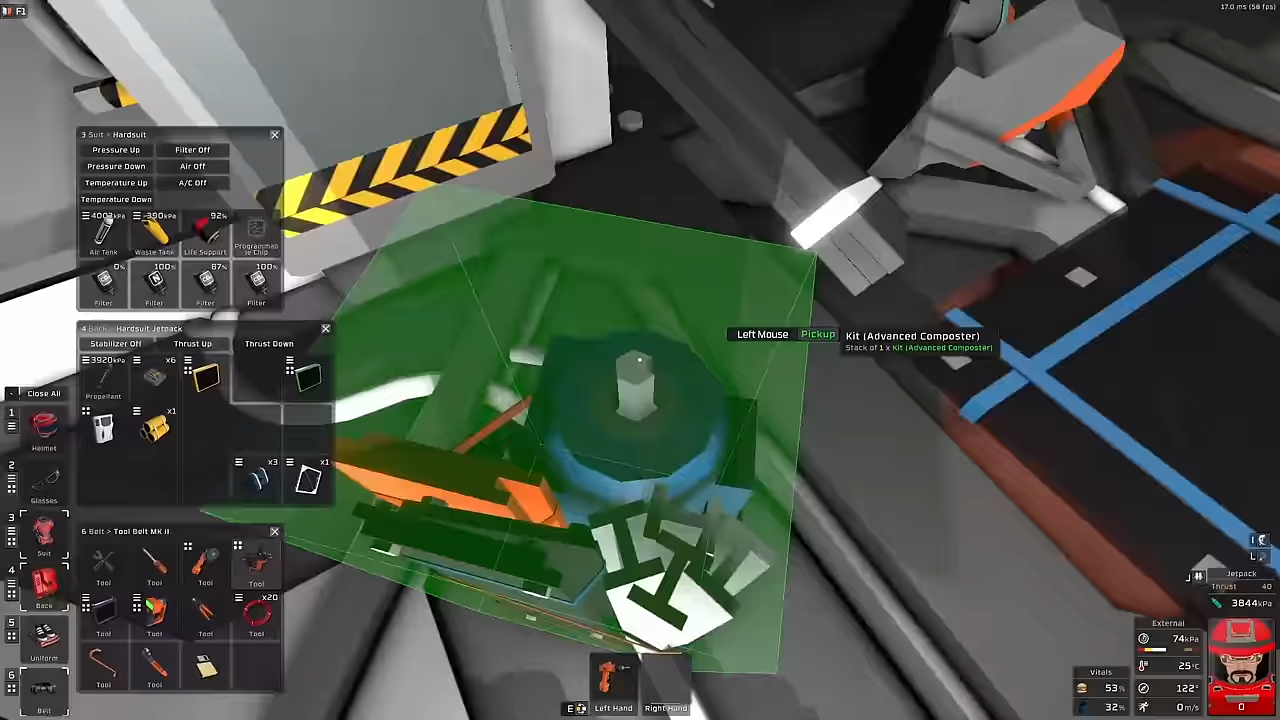 F1
17.0 ms (58 fps)
3 Suit > Hardsuit
Pressure Up
Filter Off
Pressure Down
Air Off
Temperature Up
A/C Off
Temperature Down
390kPa
92%
Air Tank
Waste Tank
Life Support
Programmable Chip
0%
100%
87%
100%
Filter
Filter
Filter
Filter
Hardsuit Jetpack
Stabilizer Off
Thrust Up
Thrust Down
3920kPa
x6
Propellant
x1
x3
x1
Close All
1
Helmet
2
Glasses
3
Suit
4
Back
5
Uniform
6
Belt
6 Belt > Tool Belt MK II
Tool
Tool
Tool
Tool
x20
Tool
Tool
Tool
Tool
Tool
Tool
Left Mouse
Pickup
Kit (Advanced Composter)
Stack of 1 x Kit (Advanced Composter)
E
Left Hand
Right Hand
Jetpack
Thrust 40
3844kPa
External
74kPa
25°C
122°
0m/s
Vitals
53%
32%
0